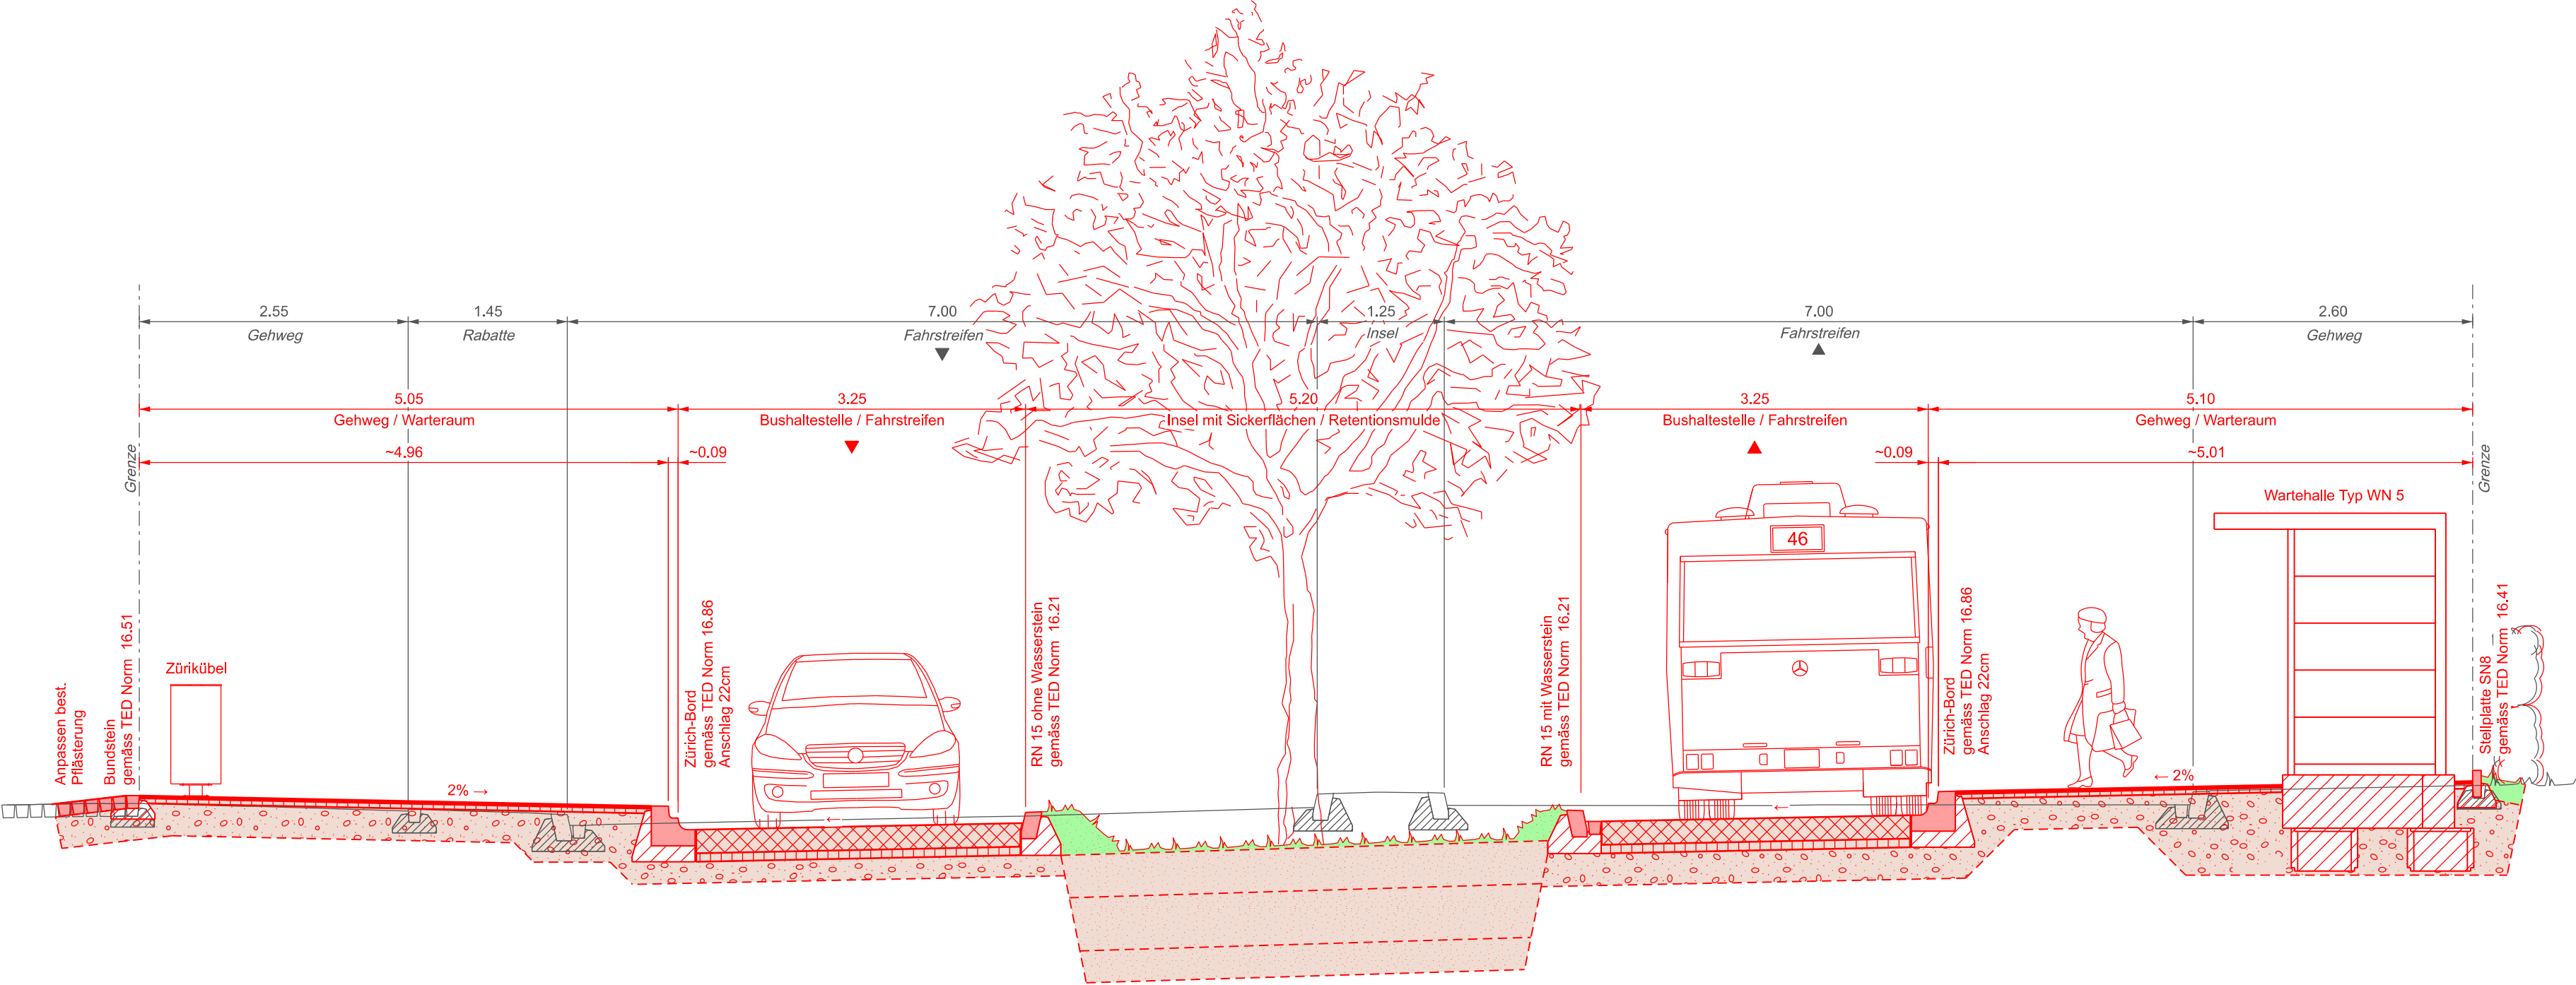 2.55
1.45
7.00
1.25
7.00
2.60
Gehweg
Rabatte
Fahrstreifen
Insel
Fahrstreifen
Gehweg
5.05
3.25
5.20
3.25
5.10
Gehweg / Warteraum
Bushaltestelle / Fahrstreifen
Insel mit Sickerflächen / Retentionsmulde
Bushaltestelle / Fahrstreifen
Gehweg / Warteraum
~4.96
~0.09
~0.09
~5.01
Grenze
Grenze
Wartehalle Typ WN 5
46
Zürikübel
Anpassen best.
Pflästerung
Bundstein
gemäss TED Norm 16.51
Zürich-Bord
gemäss TED Norm 16.86
Anschlag 22cm
RN 15 ohne Wasserstein
gemäss TED Norm 16.21
RN 15 mit Wasserstein
gemäss TED Norm 16.21
Zürich-Bord
gemäss TED Norm 16.86
Anschlag 22cm
Stellplatte SN8
gemäss TED Norm 16.41
2% →
←
←
← 2%